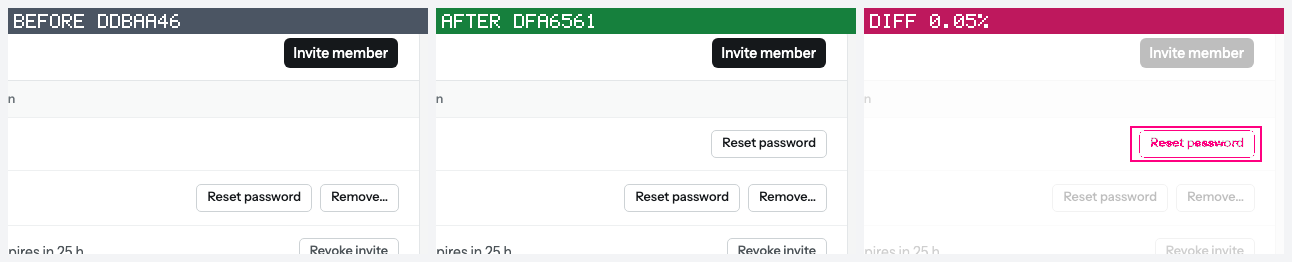 BEFORE DDBAA46
Invite member
n
Reset password Remove...
pires in 25 h Revoke invite
AFTER DFA6561
Invite member
n
Reset password
Reset password Remove...
pires in 25 h Revoke invite
DIFF 0.05%
Invite member
n
Reset password
Reset password Remove...
pires in 25 h Revoke invite